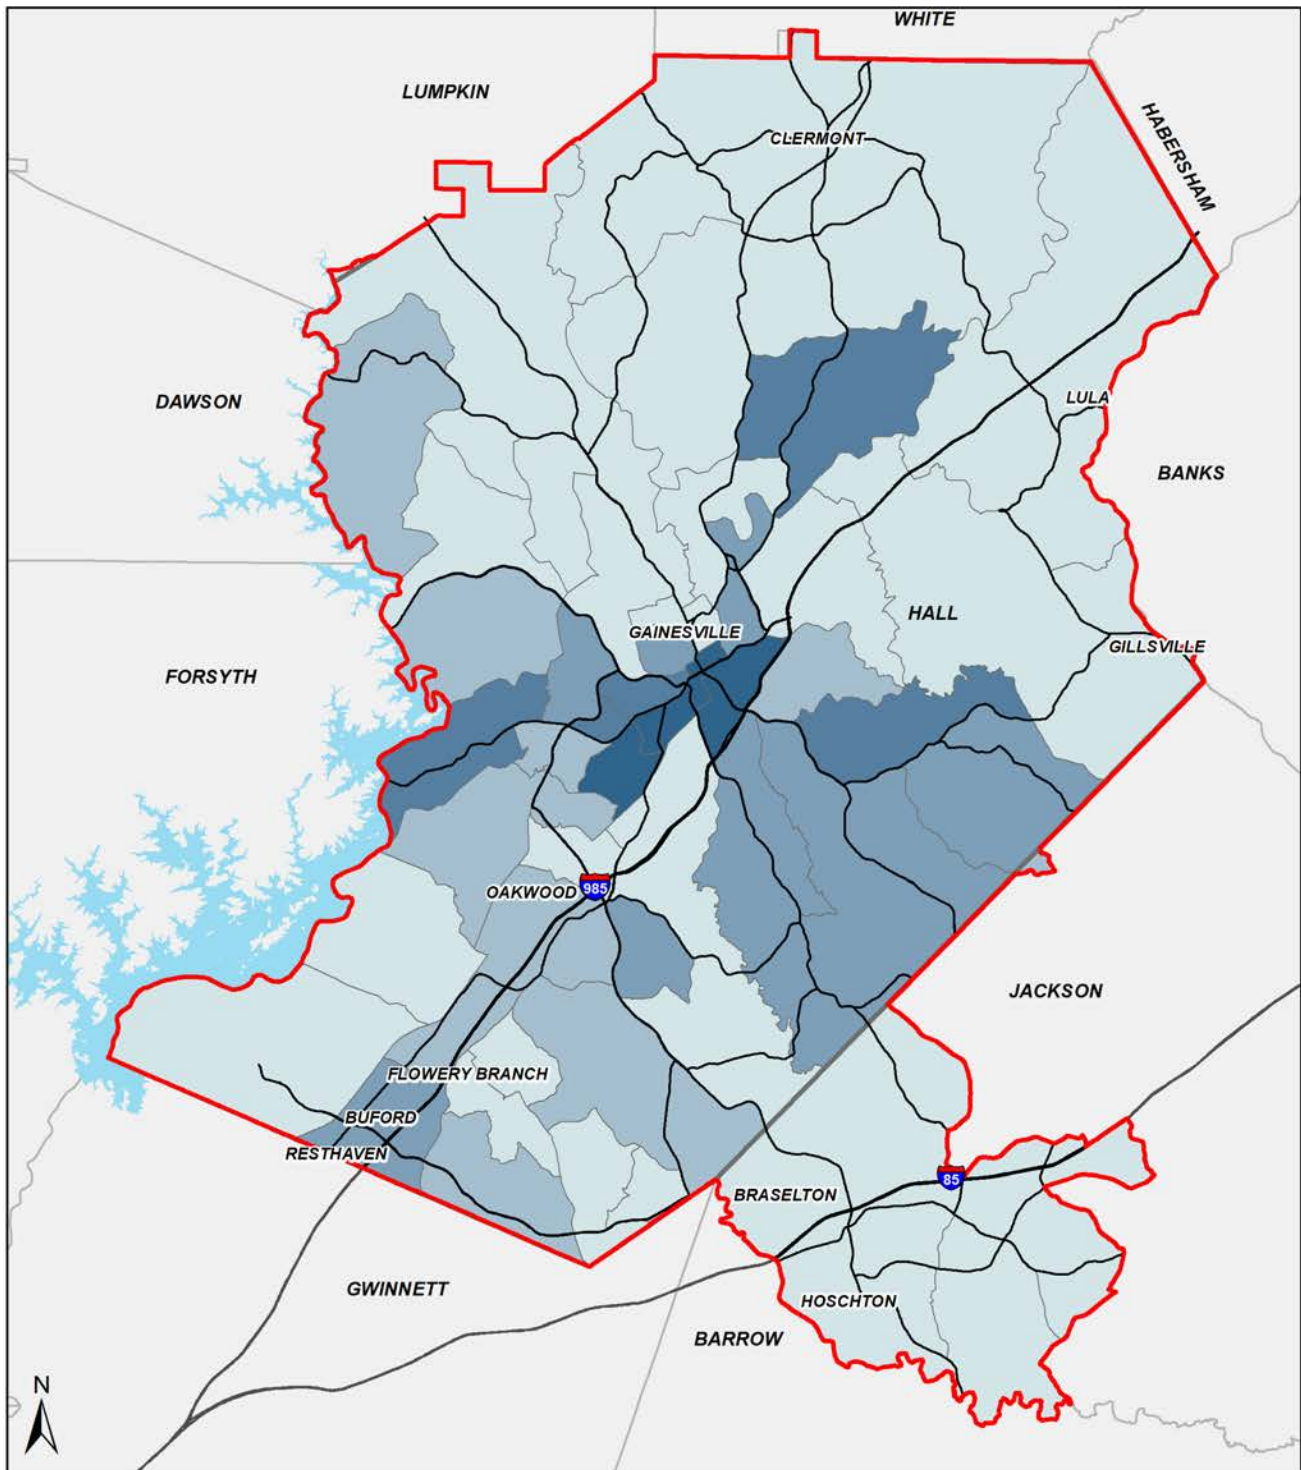 WHITE
LUMPKIN
CLERMONT
HABERSHAM
DAWSON
LULA
BANKS
HALL
GAINESVILLE
GILLSVILLE
FORSYTH
OAKWOOD
985
JACKSON
FLOWERY BRANCH
BUFORD
RESTHAVEN
85
BRASELTON
GWINNETT
HOSCHTON
BARROW
N